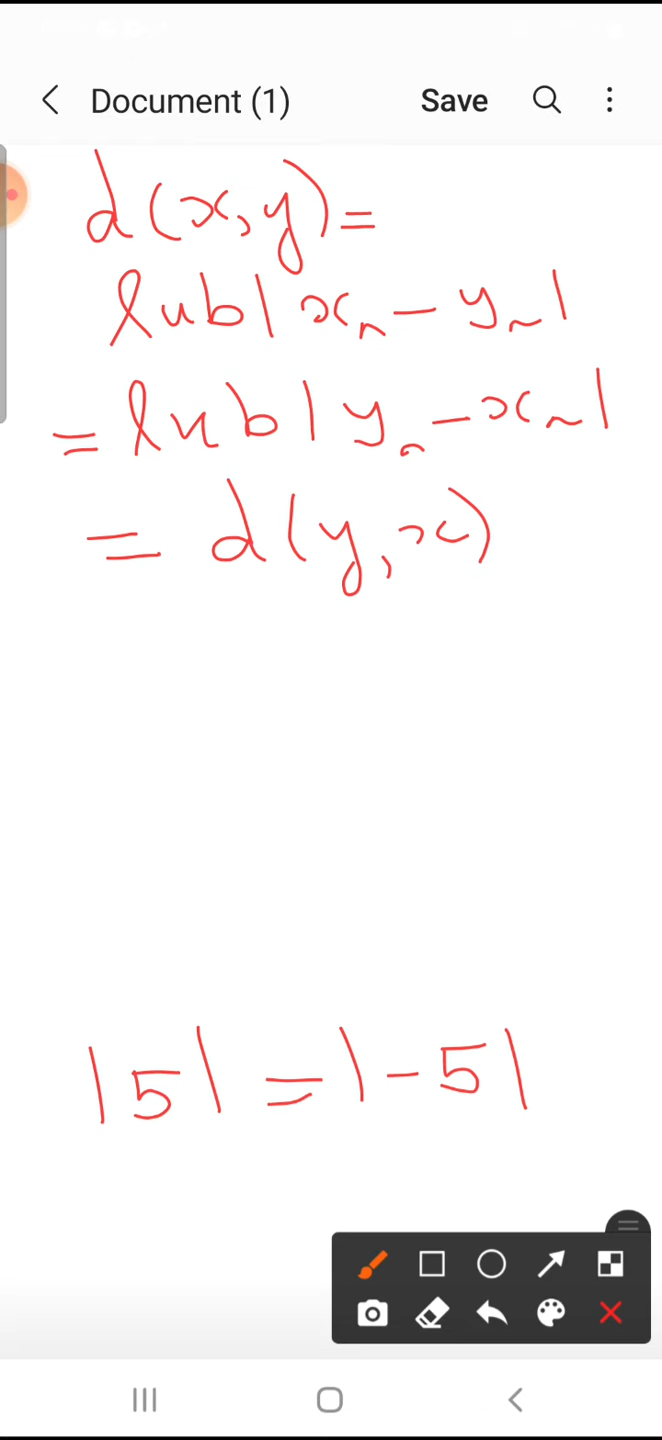 Document (1) Save
d(x,y)=
lub|xₙ-yₙ|
=lub|yₙ-xₙ|
= d(y,x)
|5|=|-5|